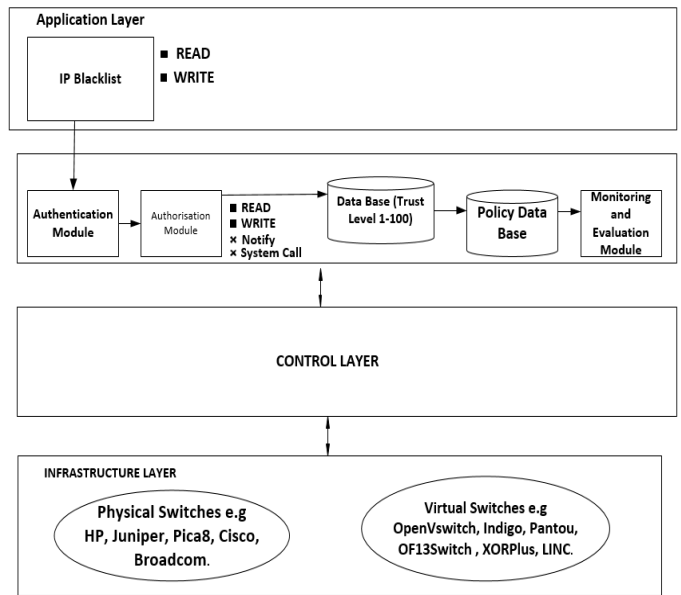 Application Layer
IP Blacklist
■ READ
■ WRITE
Authentication
Module
Authorisation
Module
■ READ
■ WRITE
× Notify
× System Call
Data Base (Trust
Level 1-100)
Policy Data
Base
Monitoring
and
Evaluation
Module
CONTROL LAYER
INFRASTRUCTURE LAYER
Physical Switches e.g
HP, Juniper, Pica8, Cisco,
Broadcom.
Virtual Switches e.g
OpenVswitch, Indigo, Pantou,
OF13Switch , XORPlus, LINC.